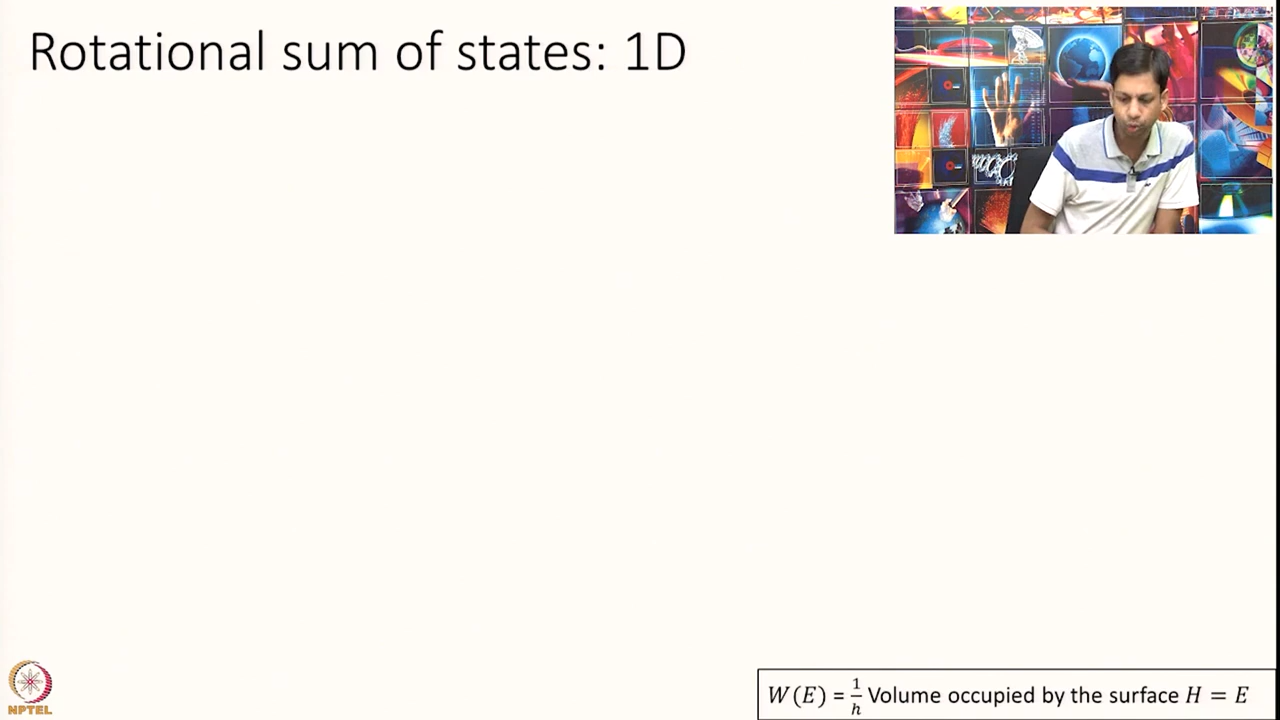 Rotational sum of states: 1D
W(E) = 1/h Volume occupied by the surface H = E
NPTEL